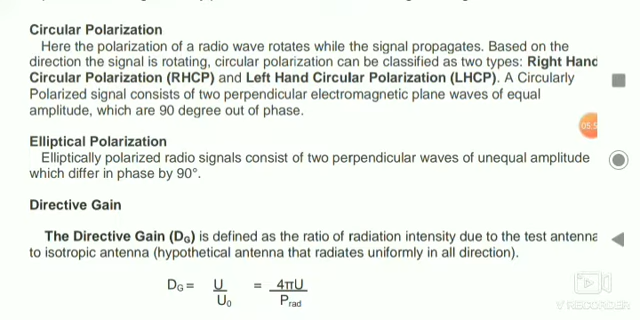 Circular Polarization
Here the polarization of a radio wave rotates while the signal propagates. Based on the
direction the signal is rotating, circular polarization can be classified as two types: Right Hand
Circular Polarization (RHCP) and Left Hand Circular Polarization (LHCP). A Circularly
Polarized signal consists of two perpendicular electromagnetic plane waves of equal
amplitude, which are 90 degree out of phase.
Elliptical Polarization
Elliptically polarized radio signals consist of two perpendicular waves of unequal amplitude
which differ in phase by 90°.
Directive Gain
The Directive Gain (DG) is defined as the ratio of radiation intensity due to the test antenna
to isotropic antenna (hypothetical antenna that radiates uniformly in all direction).
DG = U / U₀ = 4πU / Prad
RECORDER